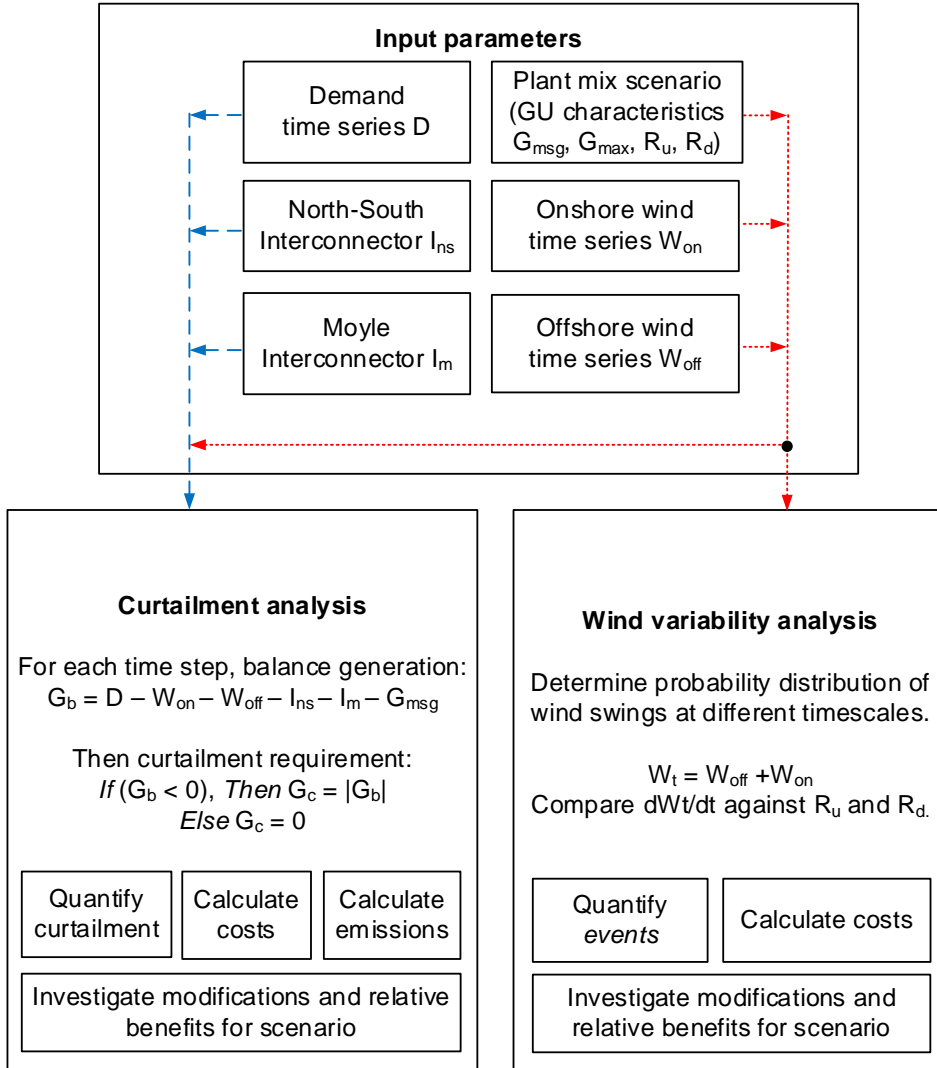 Input parameters
Demand
time series D
Plant mix scenario
(GU characteristics
Gmsg, Gmax, Ru, Rd)
North-South
Interconnector Ins
Onshore wind
time series Won
Moyle
Interconnector Im
Offshore wind
time series Woff
Curtailment analysis
For each time step, balance generation:
Gb = D – Won – Woff – Ins – Im – Gmsg
Then curtailment requirement:
If (Gb < 0), Then Gc = |Gb|
Else Gc = 0
Quantify
curtailment
Calculate
costs
Calculate
emissions
Investigate modifications and relative
benefits for scenario
Wind variability analysis
Determine probability distribution of
wind swings at different timescales.
Wt = Woff +Won
Compare dWt/dt against Ru and Rd.
Quantify
events
Calculate costs
Investigate modifications and
relative benefits for scenario